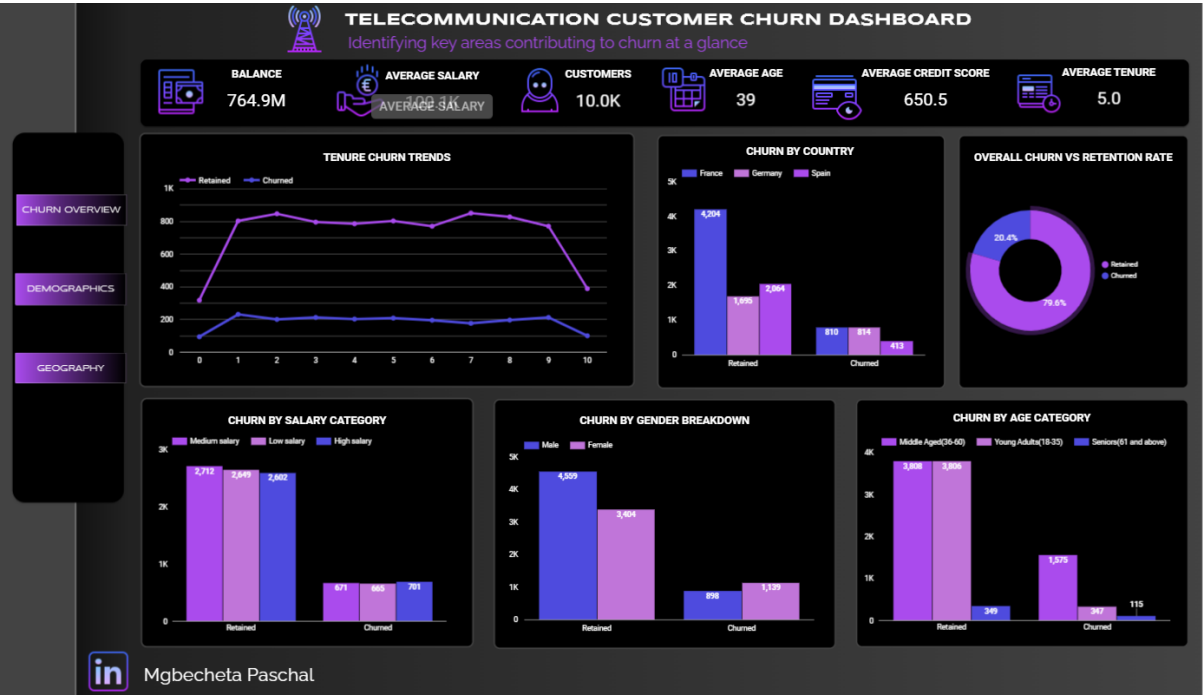 TELECOMMUNICATION CUSTOMER CHURN DASHBOARD
Identifying key areas contributing to churn at a glance
BALANCE
764.9M
AVERAGE SALARY
100.1K
AVERAGE SALARY
CUSTOMERS
10.0K
AVERAGE AGE
39
AVERAGE CREDIT SCORE
650.5
AVERAGE TENURE
5.0
CHURN OVERVIEW
DEMOGRAPHICS
GEOGRAPHY
TENURE CHURN TRENDS
Retained Churned
1K
800
600
400
200
0
0 1 2 3 4 5 6 7 8 9 10
CHURN BY COUNTRY
France Germany Spain
5K
4K
3K
2K
1K
0
4,204
1,695
2,064
810
814
413
Retained Churned
OVERALL CHURN VS RETENTION RATE
20.4%
79.6%
Retained
Churned
CHURN BY SALARY CATEGORY
Medium salary Low salary High salary
3K
2K
1K
0
2,712
2,649
2,602
671
665
701
Retained Churned
CHURN BY GENDER BREAKDOWN
Male Female
5K
4K
3K
2K
1K
0
4,559
3,404
898
1,139
Retained Churned
CHURN BY AGE CATEGORY
Middle Aged(36-60) Young Adults(18-35) Seniors(61 and above)
4K
3K
2K
1K
0
3,808
3,806
349
1,575
347
115
Retained Churned
in
Mgbecheta Paschal